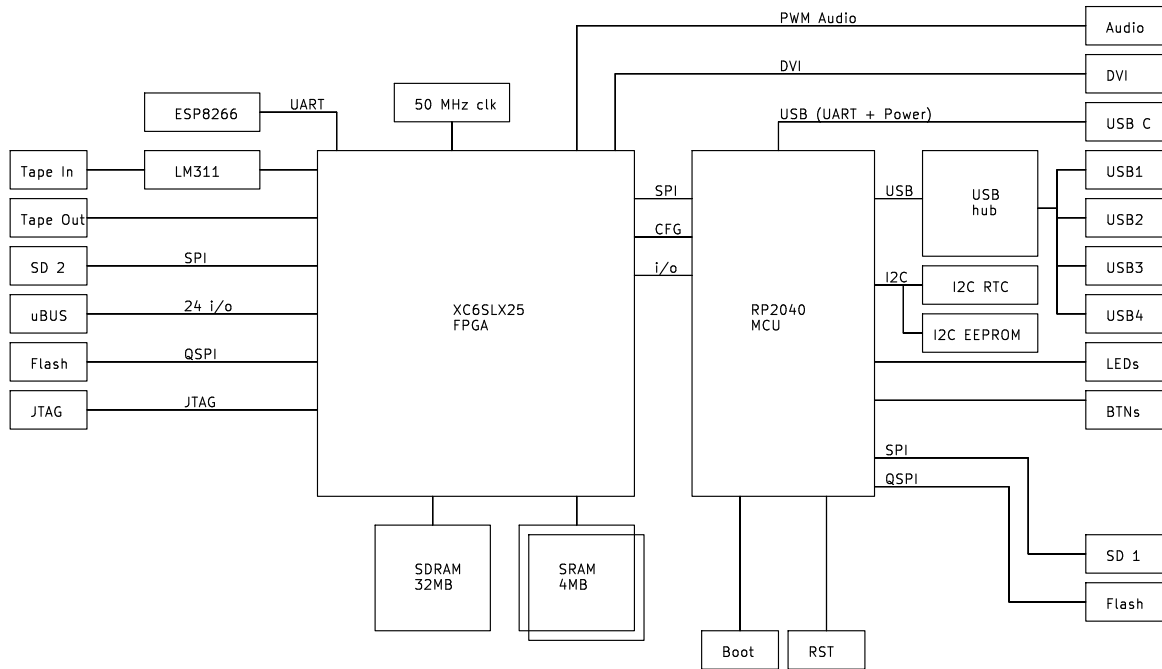 PWM Audio
Audio
DVI
DVI
50 MHz clk
ESP8266
UART
USB (UART + Power)
USB C
Tape In
LM311
USB1
Tape Out
SPI
USB
USB
hub
USB2
CFG
SD 2
SPI
i/o
I2C
I2C RTC
USB3
uBUS
24 i/o
XC6SLX25
FPGA
RP2040
MCU
I2C EEPROM
USB4
Flash
QSPI
LEDs
JTAG
JTAG
BTNs
SPI
QSPI
SDRAM
32MB
SRAM
4MB
SD 1
Flash
Boot
RST